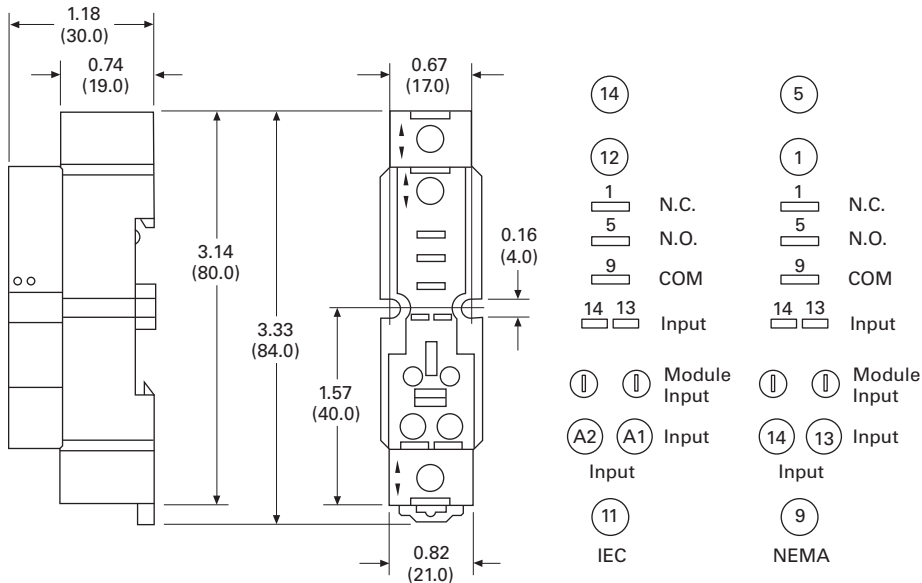 1.18
(30.0)
0.74
(19.0)
3.14
(80.0)
3.33
(84.0)
1.57
(40.0)
0.67
(17.0)
0.16
(4.0)
0.82
(21.0)
14
12
1
N.C.
5
N.O.
9
COM
14 13
Input
Module
Input
A2 A1 Input
Input
11
IEC
5
1
1
N.C.
5
N.O.
9
COM
14 13
Input
Module
Input
14 13 Input
Input
9
NEMA